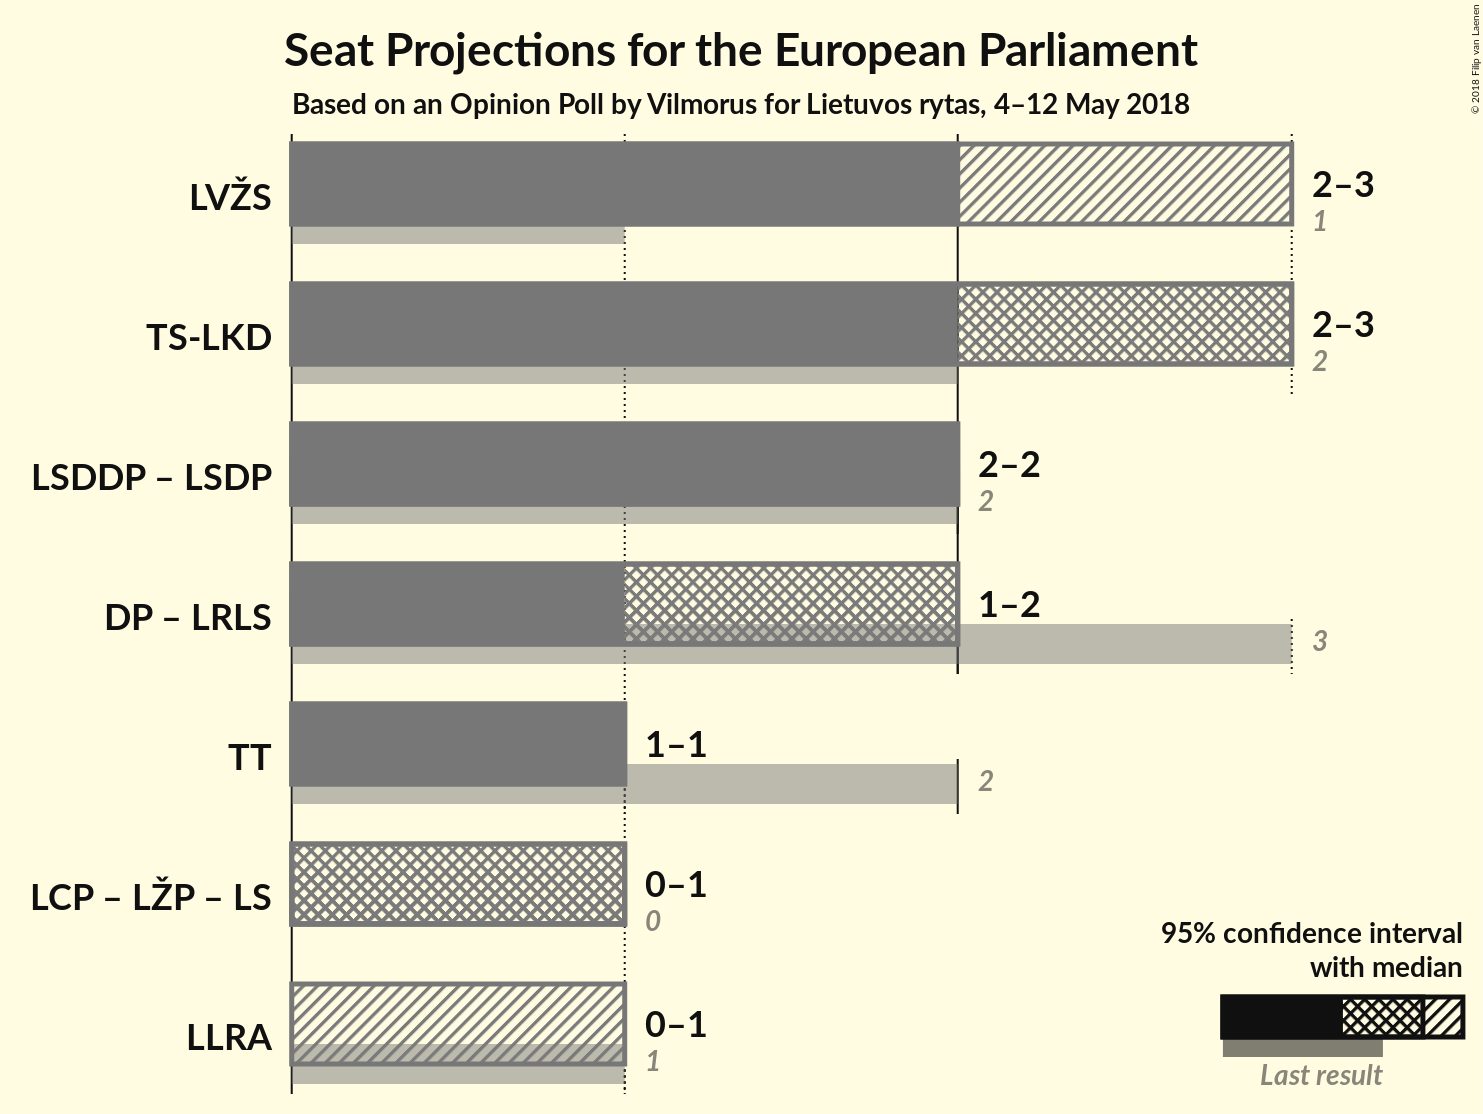 Seat Projections for the European Parliament
Based on an Opinion Poll by Vilmorus for Lietuvos rytas, 4–12 May 2018
© 2018 Filip van Laenen
LVŽS
2–3
1
TS-LKD
2–3
2
LSDDP – LSDP
2–2
2
DP – LRLS
1–2
3
TT
1–1
2
LCP – LŽP – LS
0–1
0
LLRA
0–1
1
95% confidence interval
with median
Last result